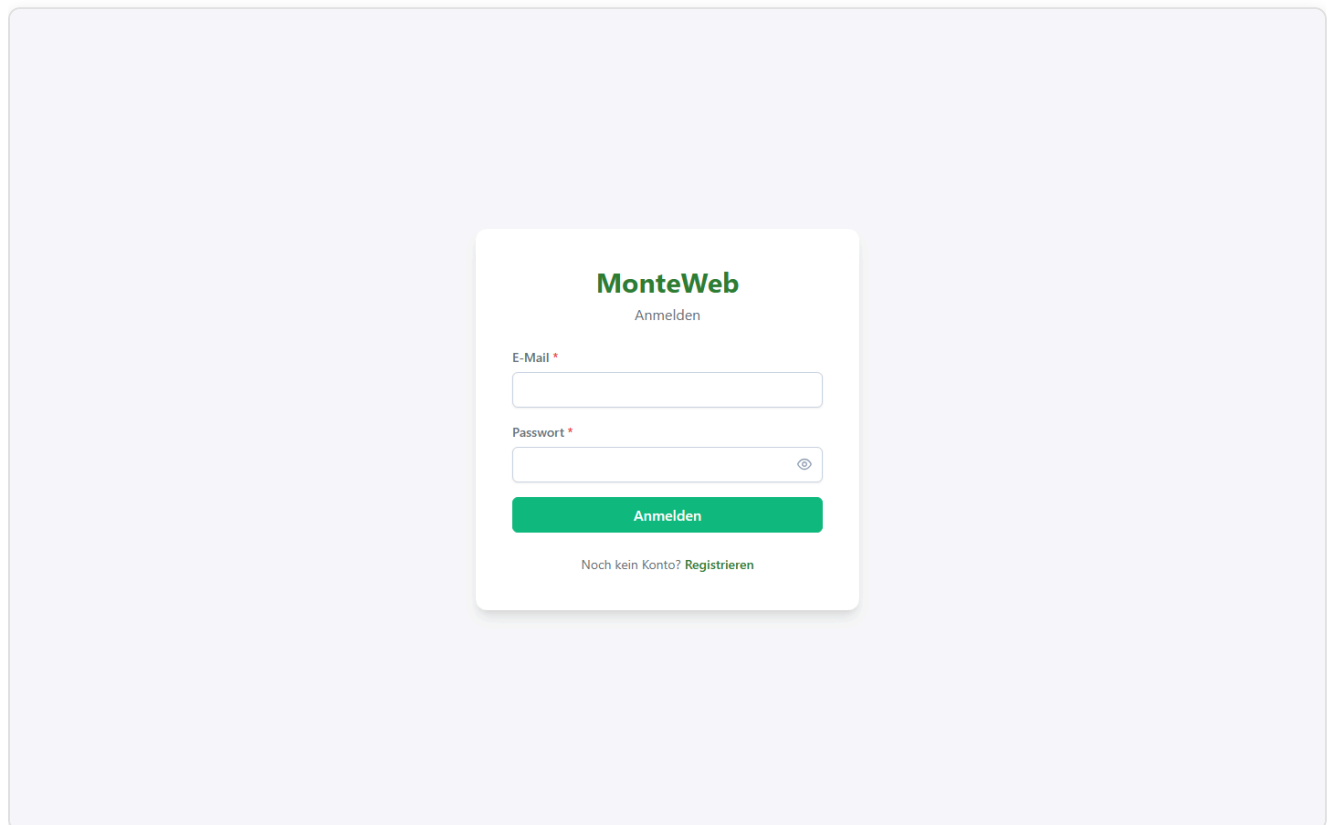 MonteWeb
Anmelden
E-Mail *
Passwort *
Anmelden
Noch kein Konto? Registrieren